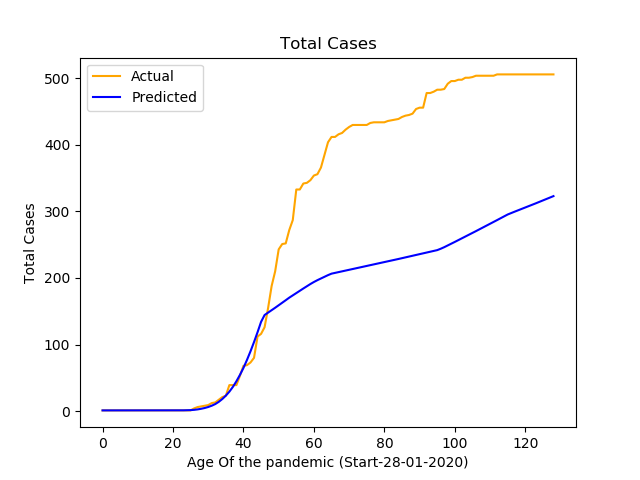 Total Cases
Actual
Predicted
500
400
300
200
100
0
Total Cases
0 20 40 60 80 100 120
Age Of the pandemic (Start-28-01-2020)